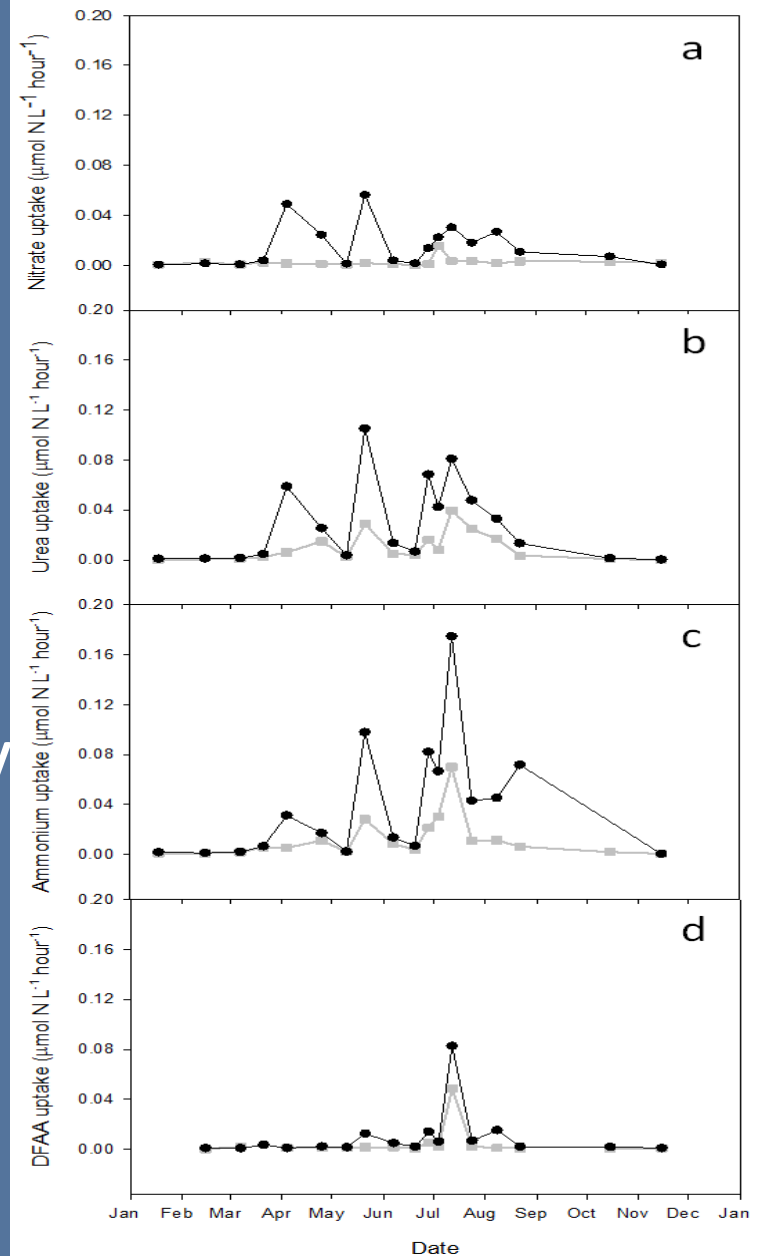 0.20
a
0.16
0.12
0.08
0.04
0.00
Nitrate uptake (µmol N L⁻¹ hour⁻¹)
0.20
b
0.16
0.12
0.08
0.04
0.00
Urea uptake (µmol N L⁻¹ hour⁻¹)
0.20
c
0.16
0.12
0.08
0.04
0.00
Ammonium uptake (µmol N L⁻¹ hour⁻¹)
0.20
d
0.16
0.12
0.08
0.04
0.00
DFAA uptake (µmol N L⁻¹ hour⁻¹)
Jan Feb Mar Apr May Jun Jul Aug Sep Oct Nov Dec Jan
Date